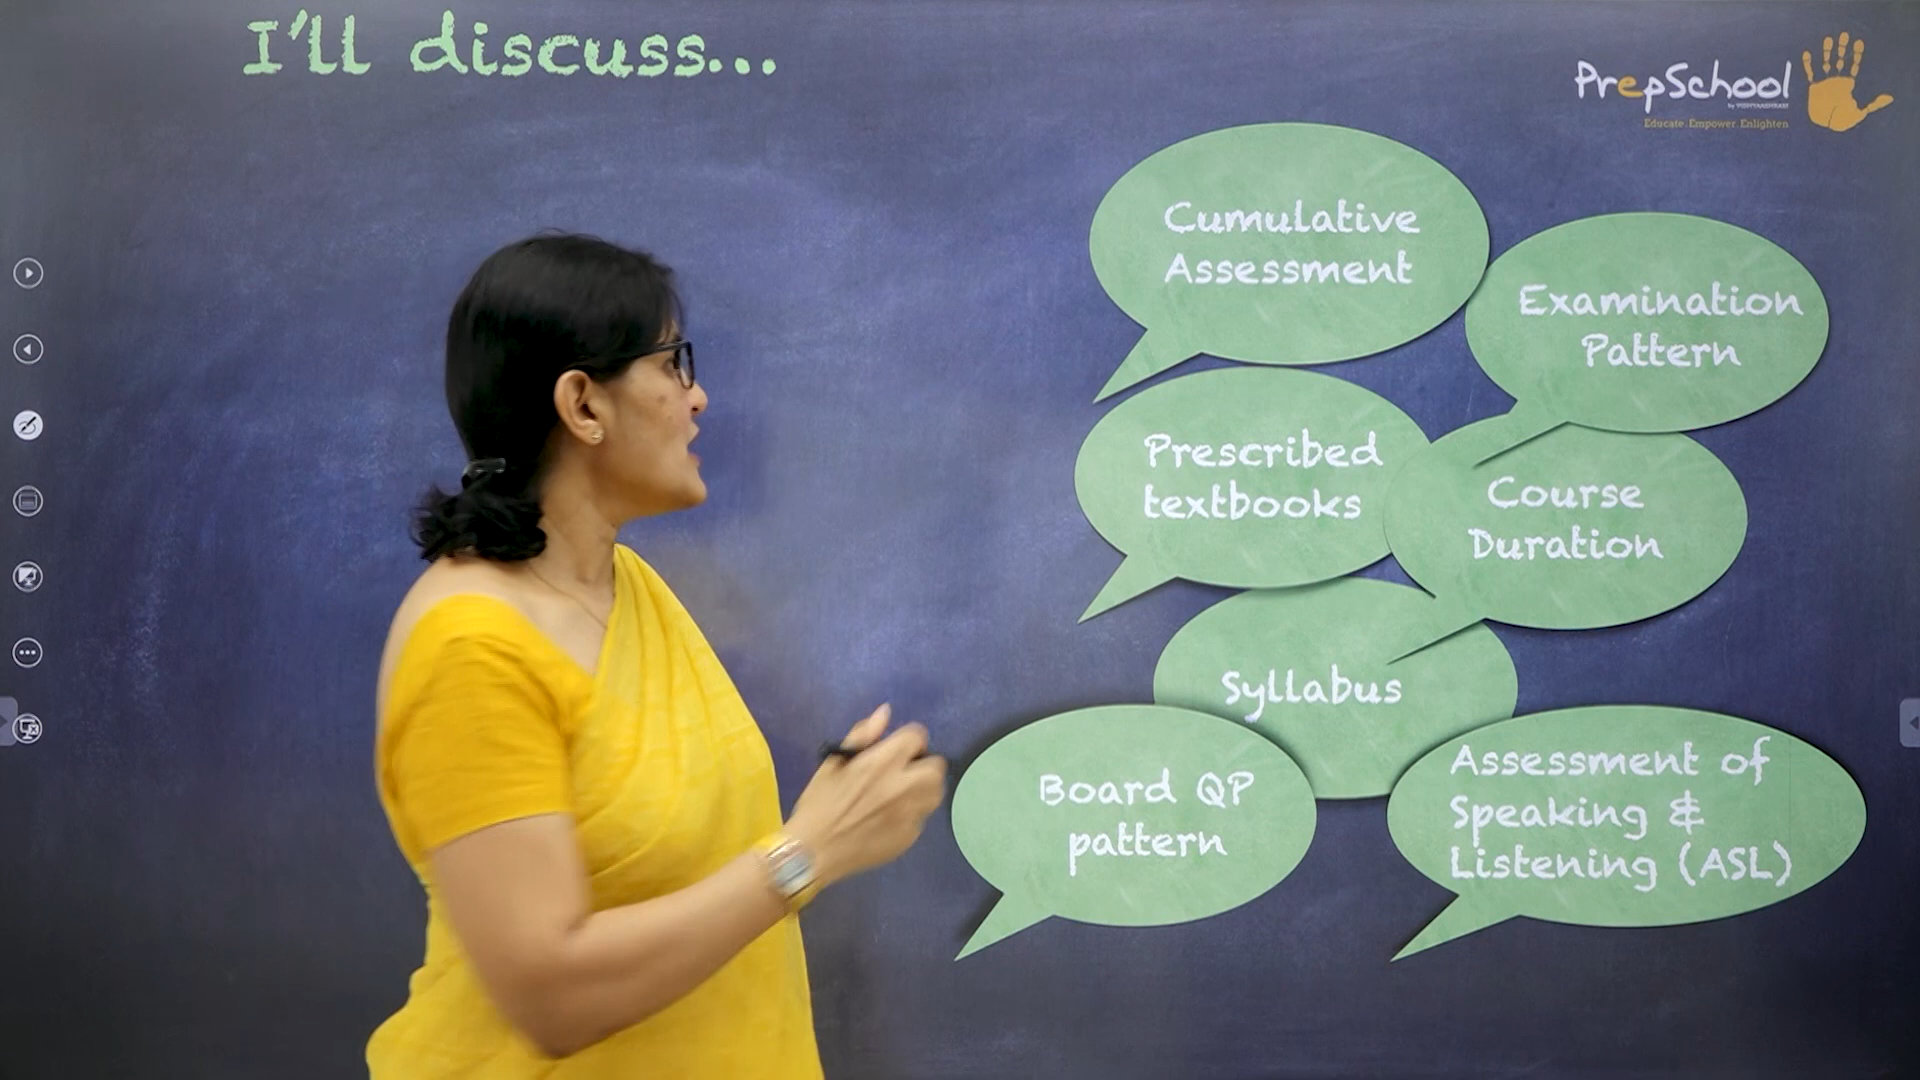 I'll discuss...
PrepSchool
Educate. Empower. Enlighten
Cumulative
Assessment
Examination
Pattern
Prescribed
textbooks
Course
Duration
Syllabus
Board QP
pattern
Assessment of
Speaking &
Listening (ASL)